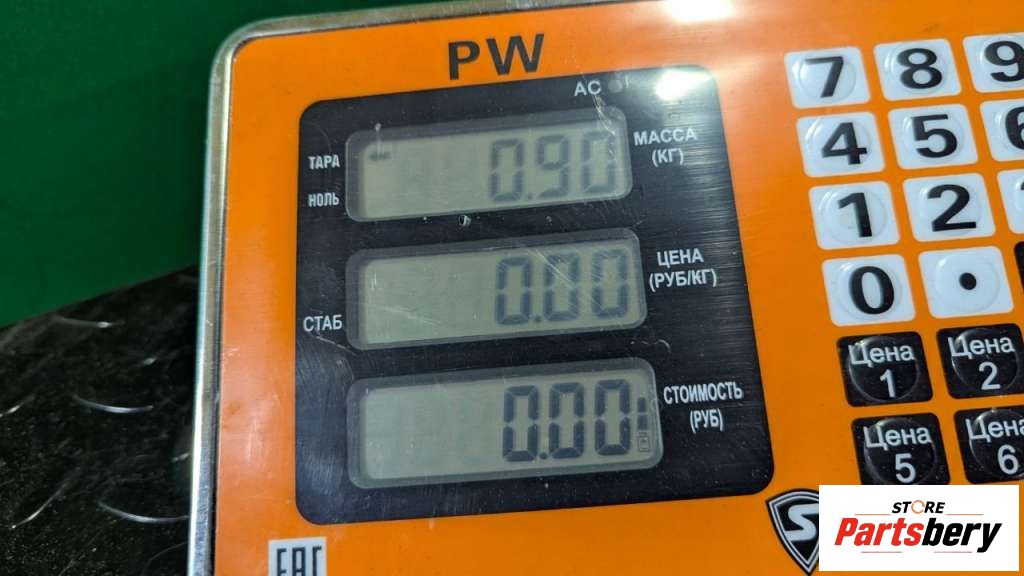 PW
AC
ТАРА
НОЛЬ
0.90
МАССА
(КГ)
0.00
ЦЕНА
(РУБ/КГ)
СТАБ
0.00
СТОИМОСТЬ
(РУБ)
7 8 9
4 5 6
1 2
0 .
Цена
1
Цена
2
Цена
5
Цена
6
S
EAC
STORE
Partsbery